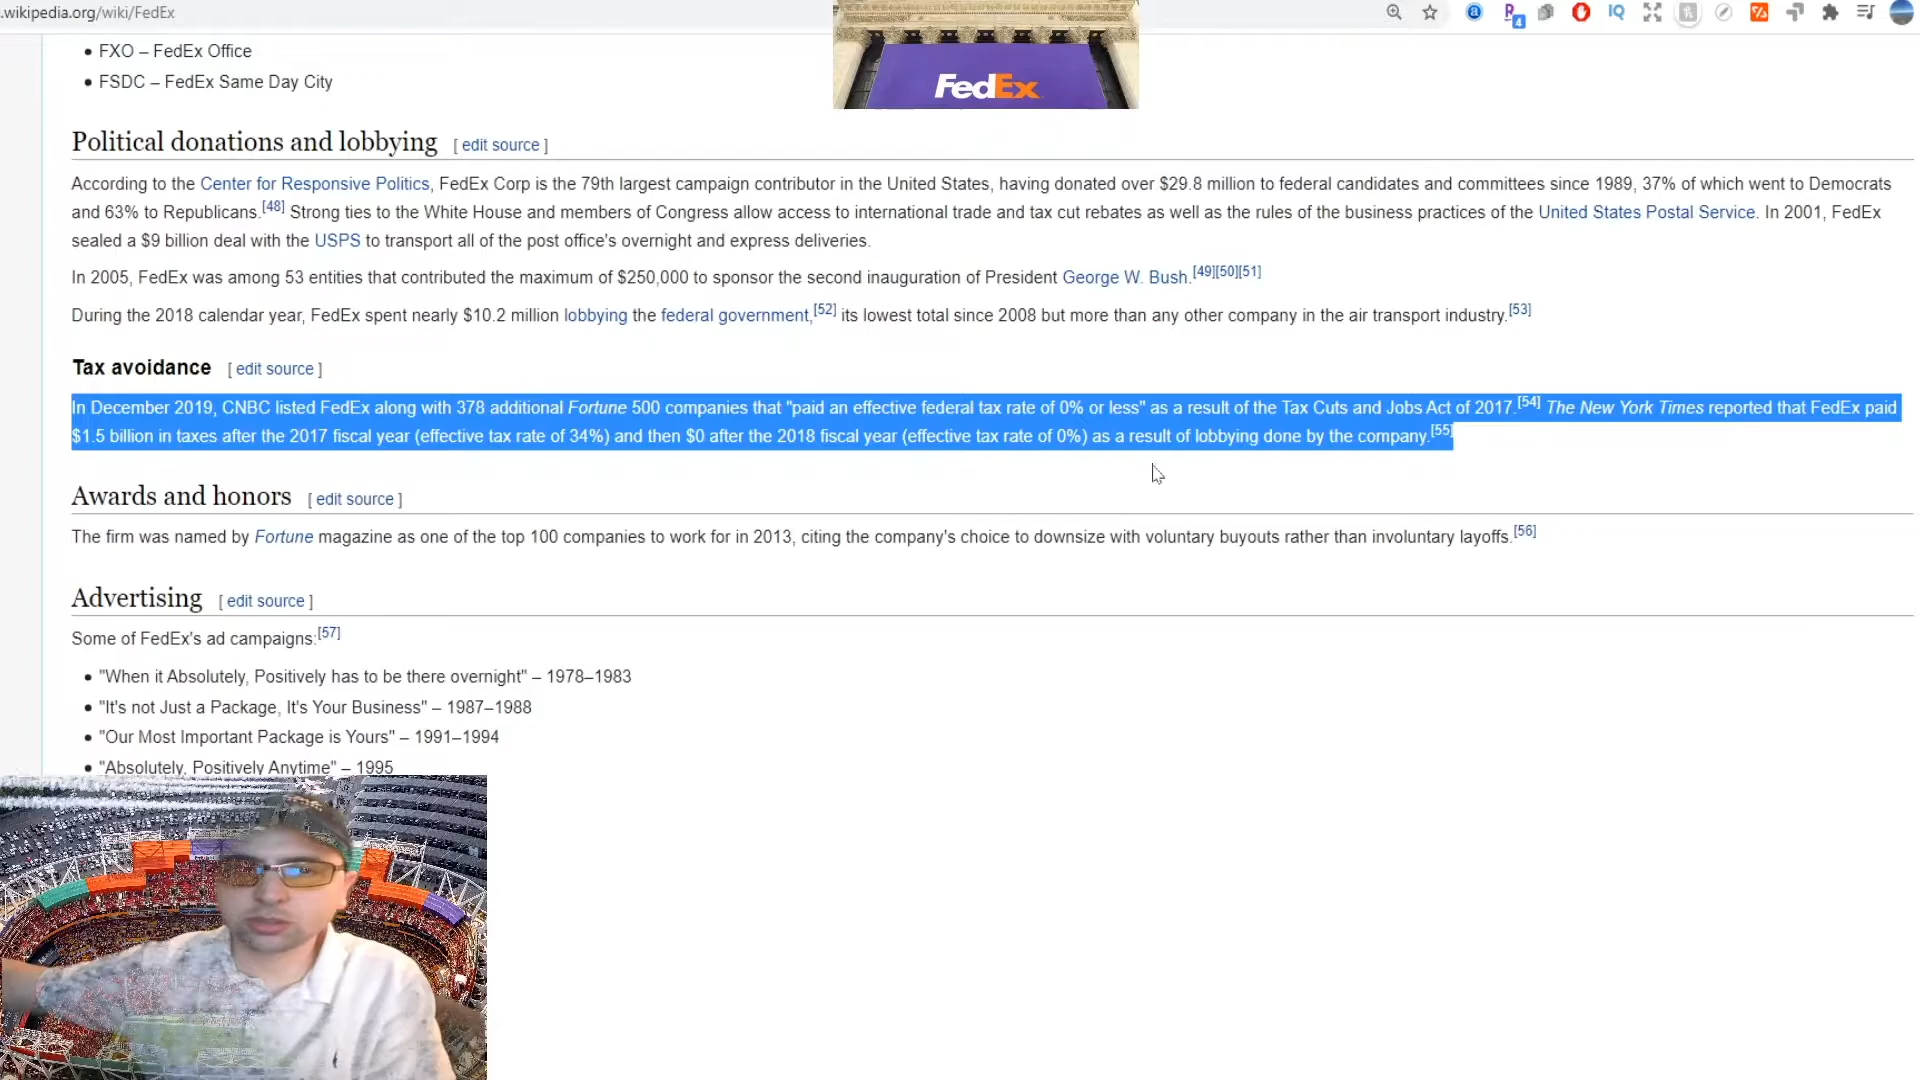 .wikipedia.org/wiki/FedEx
4
IQ
FedEx
• FXO – FedEx Office
• FSDC – FedEx Same Day City
Political donations and lobbying [ edit source ]
According to the Center for Responsive Politics, FedEx Corp is the 79th largest campaign contributor in the United States, having donated over $29.8 million to federal candidates and committees since 1989, 37% of which went to Democrats
and 63% to Republicans.[48] Strong ties to the White House and members of Congress allow access to international trade and tax cut rebates as well as the rules of the business practices of the United States Postal Service. In 2001, FedEx
sealed a $9 billion deal with the USPS to transport all of the post office's overnight and express deliveries.
In 2005, FedEx was among 53 entities that contributed the maximum of $250,000 to sponsor the second inauguration of President George W. Bush.[49][50][51]
During the 2018 calendar year, FedEx spent nearly $10.2 million lobbying the federal government,[52] its lowest total since 2008 but more than any other company in the air transport industry.[53]
Tax avoidance [ edit source ]
In December 2019, CNBC listed FedEx along with 378 additional Fortune 500 companies that "paid an effective federal tax rate of 0% or less" as a result of the Tax Cuts and Jobs Act of 2017.[54] The New York Times reported that FedEx paid
$1.5 billion in taxes after the 2017 fiscal year (effective tax rate of 34%) and then $0 after the 2018 fiscal year (effective tax rate of 0%) as a result of lobbying done by the company.[55]
Awards and honors [ edit source ]
The firm was named by Fortune magazine as one of the top 100 companies to work for in 2013, citing the company's choice to downsize with voluntary buyouts rather than involuntary layoffs.[56]
Advertising [ edit source ]
Some of FedEx's ad campaigns:[57]
• "When it Absolutely, Positively has to be there overnight" – 1978–1983
• "It's not Just a Package, It's Your Business" – 1987–1988
• "Our Most Important Package is Yours" – 1991–1994
• "Absolutely, Positively Anytime" – 1995